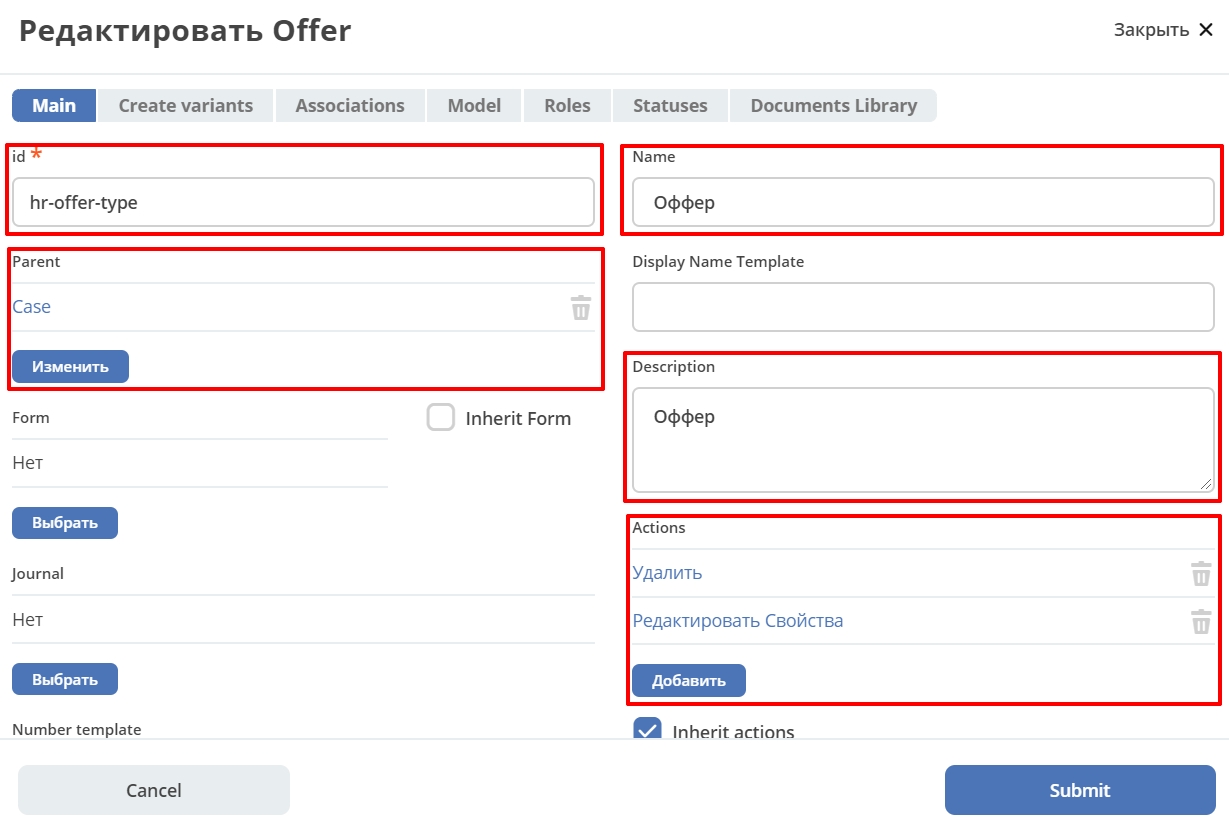 Редактировать Offer
Закрыть ×
Main
Create variants
Associations
Model
Roles
Statuses
Documents Library
id *
hr-offer-type
Name
Оффер
Parent
Case
Изменить
Display Name Template
Description
Оффер
Form
Inherit Form
Нет
Выбрать
Actions
Удалить
Редактировать Свойства
Добавить
Journal
Нет
Выбрать
Number template
Inherit actions
Cancel
Submit